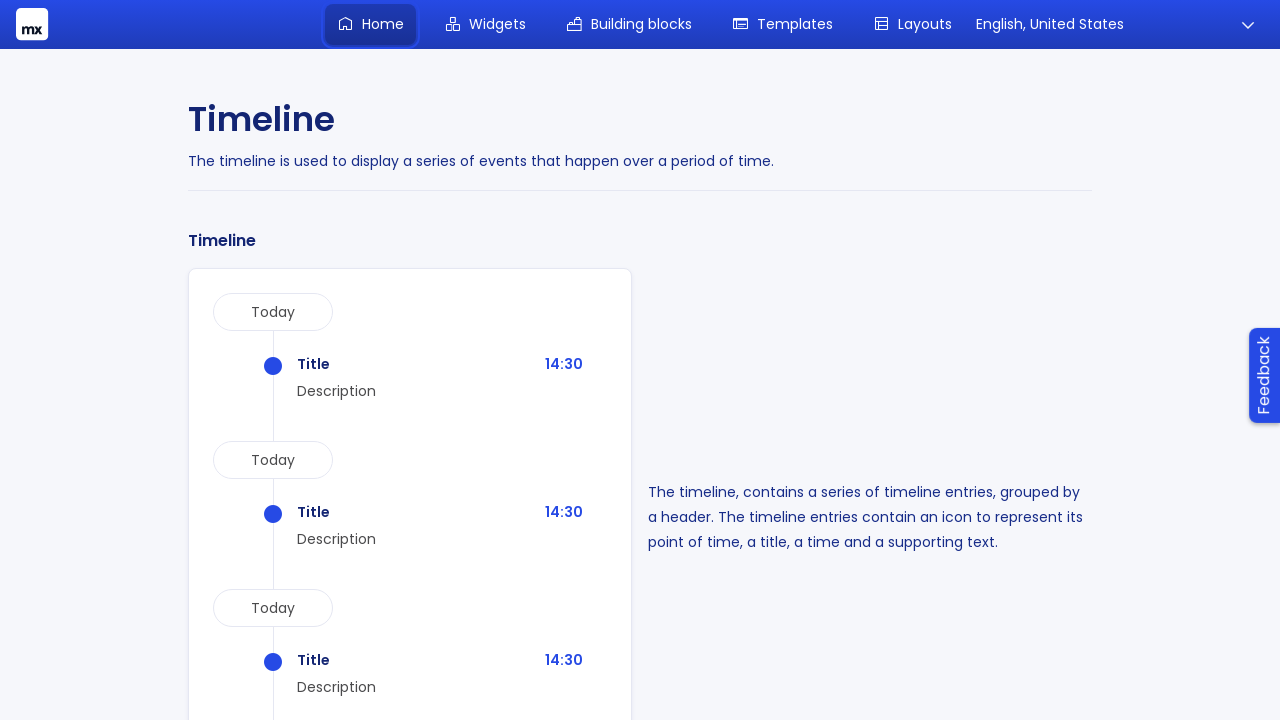 mx
Home
Widgets
Building blocks
Templates
Layouts
English, United States
Timeline
The timeline is used to display a series of events that happen over a period of time.
Timeline
Today
Title
14:30
Description
Today
Title
14:30
Description
Today
Title
14:30
Description
The timeline, contains a series of timeline entries, grouped by
a header. The timeline entries contain an icon to represent its
point of time, a title, a time and a supporting text.
Feedback